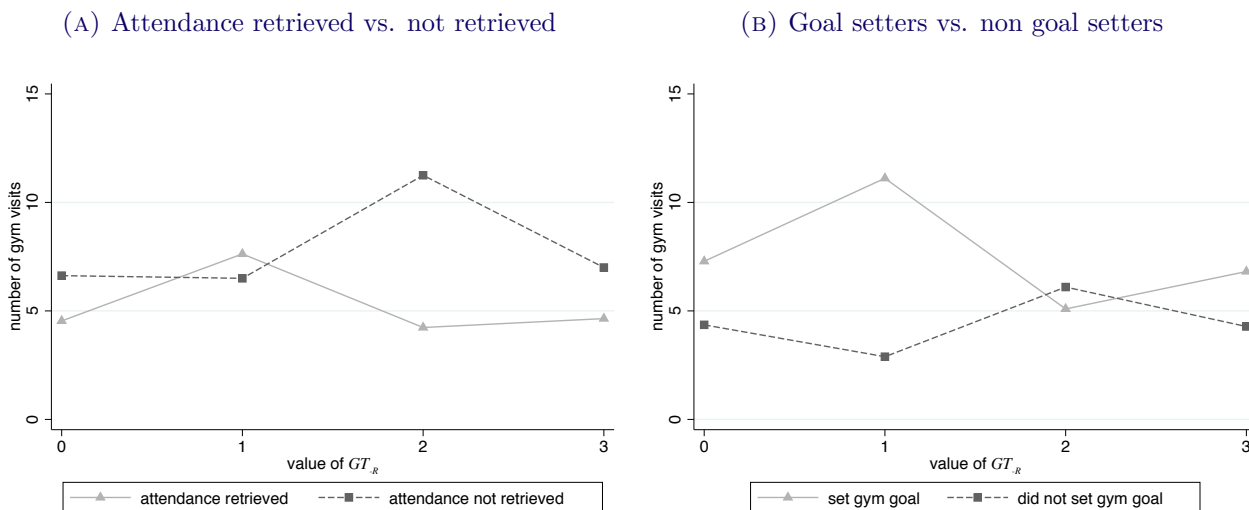 (A) Attendance retrieved vs. not retrieved
number of gym visits
15
10
5
0
0 1 2 3
value of GT-R
attendance retrieved attendance not retrieved
(B) Goal setters vs. non goal setters
number of gym visits
15
10
5
0
0 1 2 3
value of GT-R
set gym goal did not set gym goal